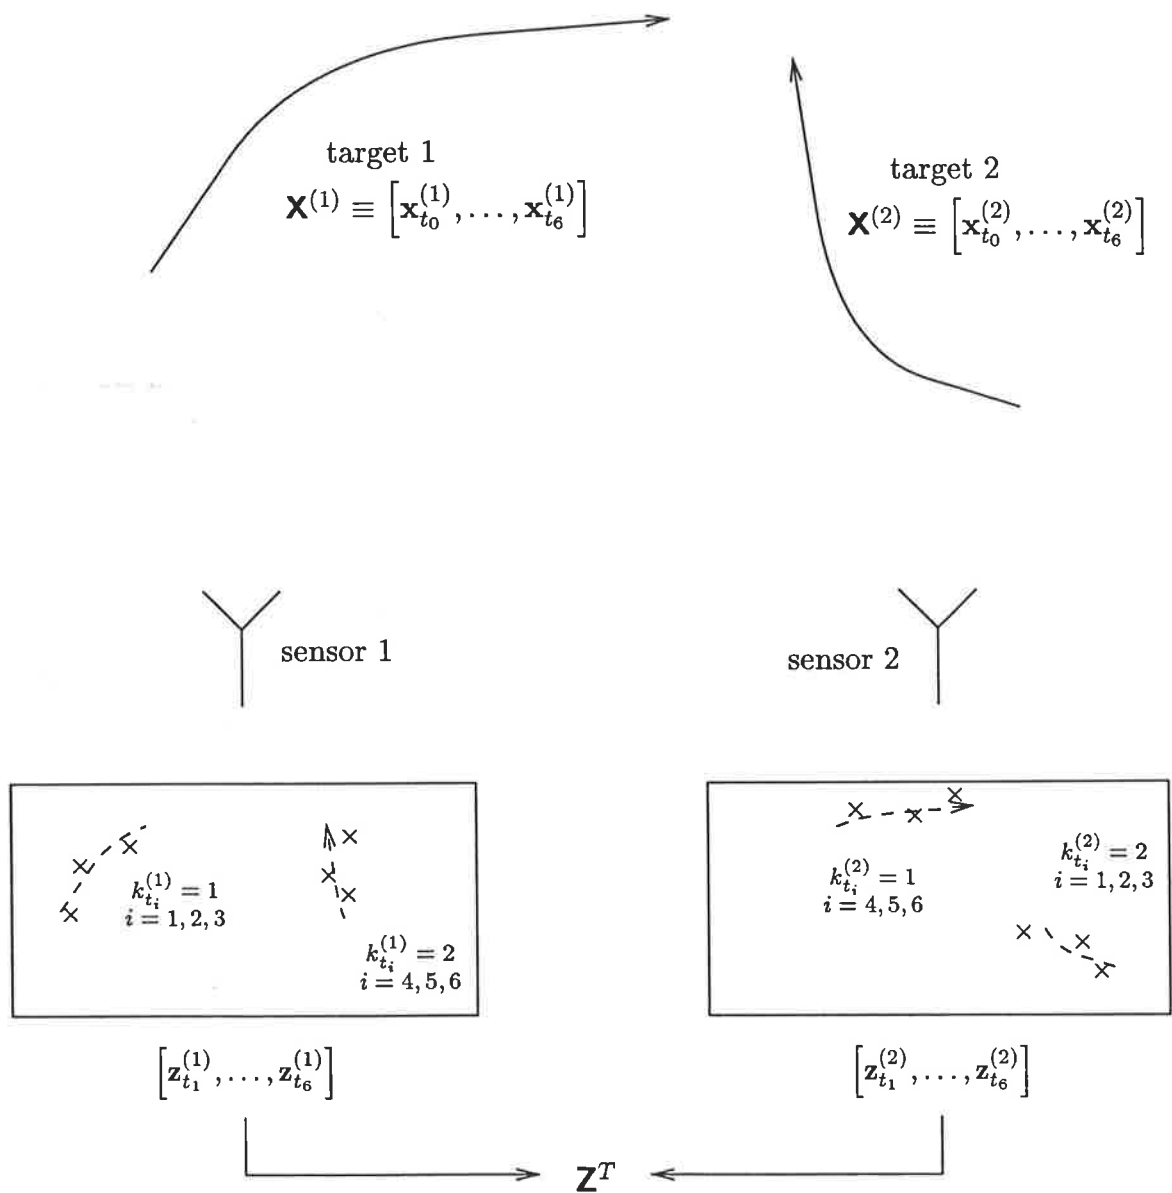 target 1
𝐗^(1) ≡ [𝐱_{t_0}^(1), …, 𝐱_{t_6}^(1)]
target 2
𝐗^(2) ≡ [𝐱_{t_0}^(2), …, 𝐱_{t_6}^(2)]
sensor 1
sensor 2
k_{t_i}^(1) = 1
i = 1, 2, 3
k_{t_i}^(1) = 2
i = 4, 5, 6
k_{t_i}^(2) = 1
i = 4, 5, 6
k_{t_i}^(2) = 2
i = 1, 2, 3
[𝐳_{t_1}^(1), …, 𝐳_{t_6}^(1)]
[𝐳_{t_1}^(2), …, 𝐳_{t_6}^(2)]
𝐙^T